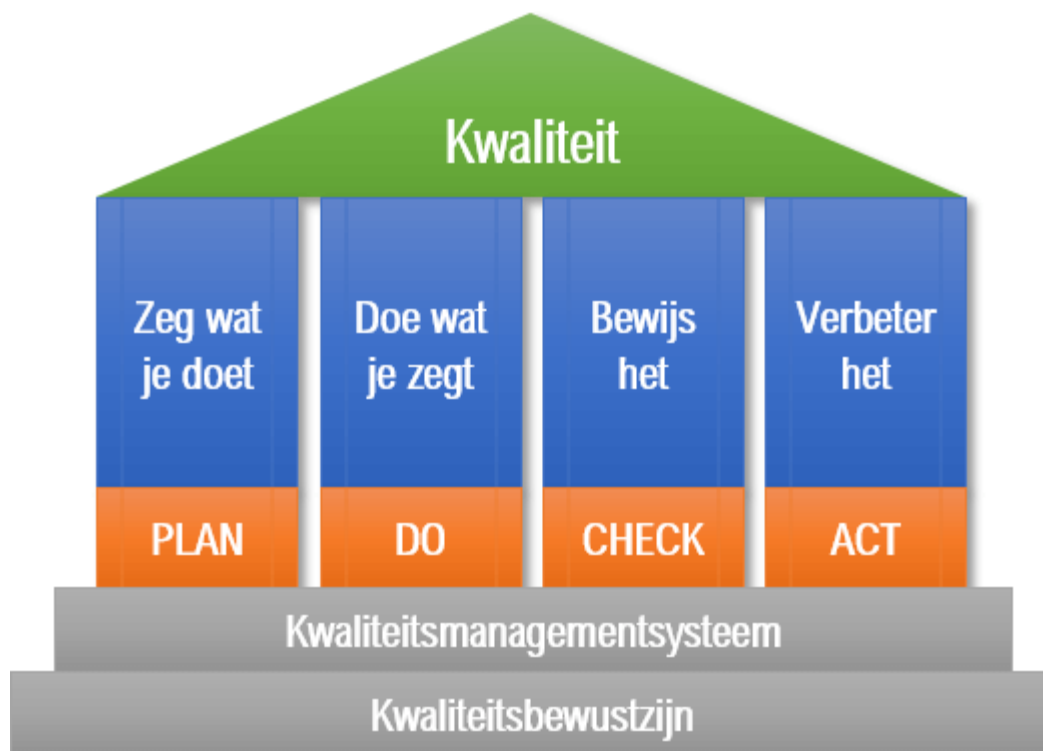 Kwaliteit
Zeg wat
je doet
Doe wat
je zegt
Bewijs
het
Verbeter
het
PLAN
DO
CHECK
ACT
Kwaliteitsmanagementsysteem
Kwaliteitsbewustzijn